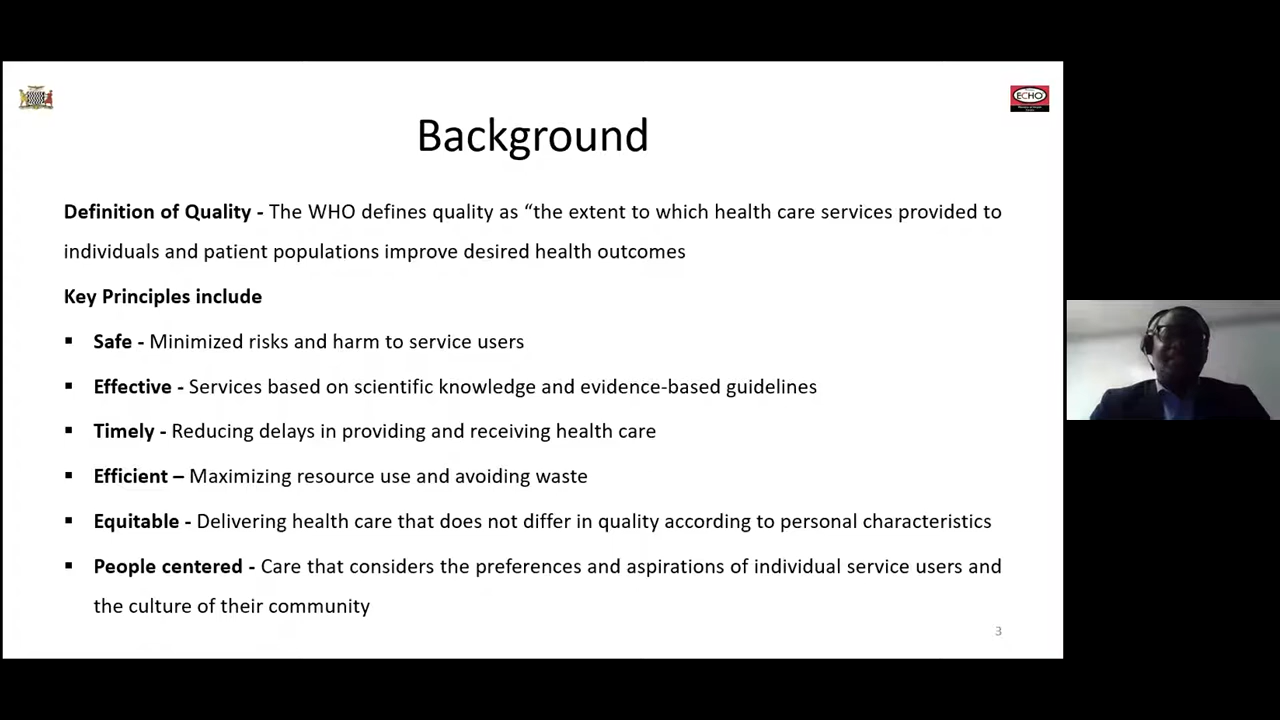 ECHO
Background
Definition of Quality - The WHO defines quality as “the extent to which health care services provided to
individuals and patient populations improve desired health outcomes
Key Principles include
▪ Safe - Minimized risks and harm to service users
▪ Effective - Services based on scientific knowledge and evidence-based guidelines
▪ Timely - Reducing delays in providing and receiving health care
▪ Efficient – Maximizing resource use and avoiding waste
▪ Equitable - Delivering health care that does not differ in quality according to personal characteristics
▪ People centered - Care that considers the preferences and aspirations of individual service users and
the culture of their community
3